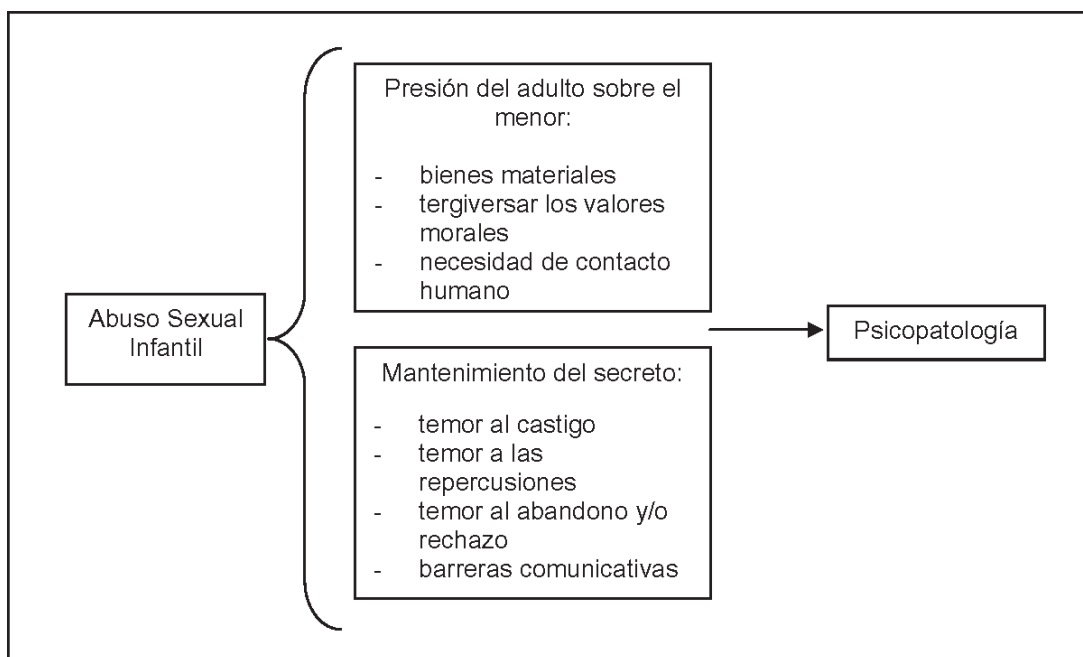 Abuso Sexual
Infantil
Presión del adulto sobre el
menor:
- bienes materiales
- tergiversar los valores
morales
- necesidad de contacto
humano
Mantenimiento del secreto:
- temor al castigo
- temor a las
repercusiones
- temor al abandono y/o
rechazo
- barreras comunicativas
Psicopatología